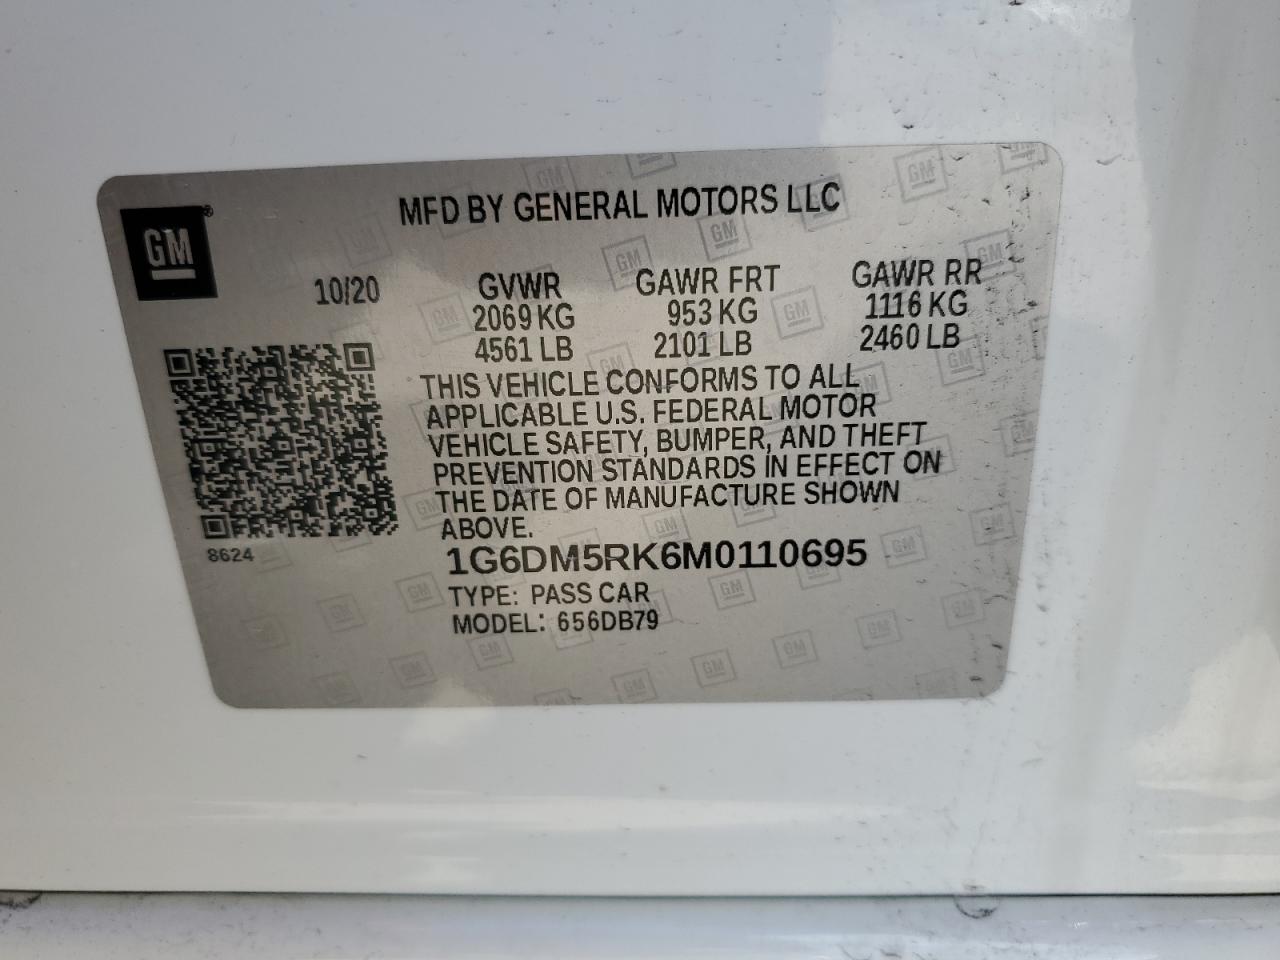 MFD BY GENERAL MOTORS LLC
GM®
10/20
GVWR GAWR FRT GAWR RR
2069 KG 953 KG 1116 KG
4561 LB 2101 LB 2460 LB
THIS VEHICLE CONFORMS TO ALL
APPLICABLE U.S. FEDERAL MOTOR
VEHICLE SAFETY, BUMPER, AND THEFT
PREVENTION STANDARDS IN EFFECT ON
THE DATE OF MANUFACTURE SHOWN
ABOVE.
8624
1G6DM5RK6M0110695
TYPE: PASS CAR
MODEL: 656DB79